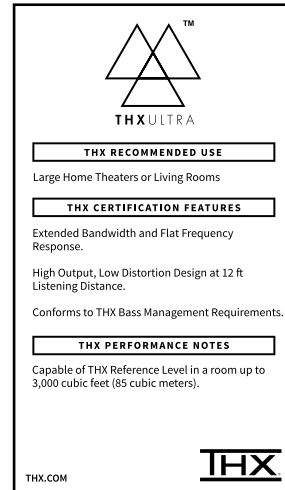 TM
THXULTRA
THX RECOMMENDED USE
Large Home Theaters or Living Rooms
THX CERTIFICATION FEATURES
Extended Bandwidth and Flat Frequency
Response.
High Output, Low Distortion Design at 12 ft
Listening Distance.
Conforms to THX Bass Management Requirements.
THX PERFORMANCE NOTES
Capable of THX Reference Level in a room up to
3,000 cubic feet (85 cubic meters).
THX.COM
THX